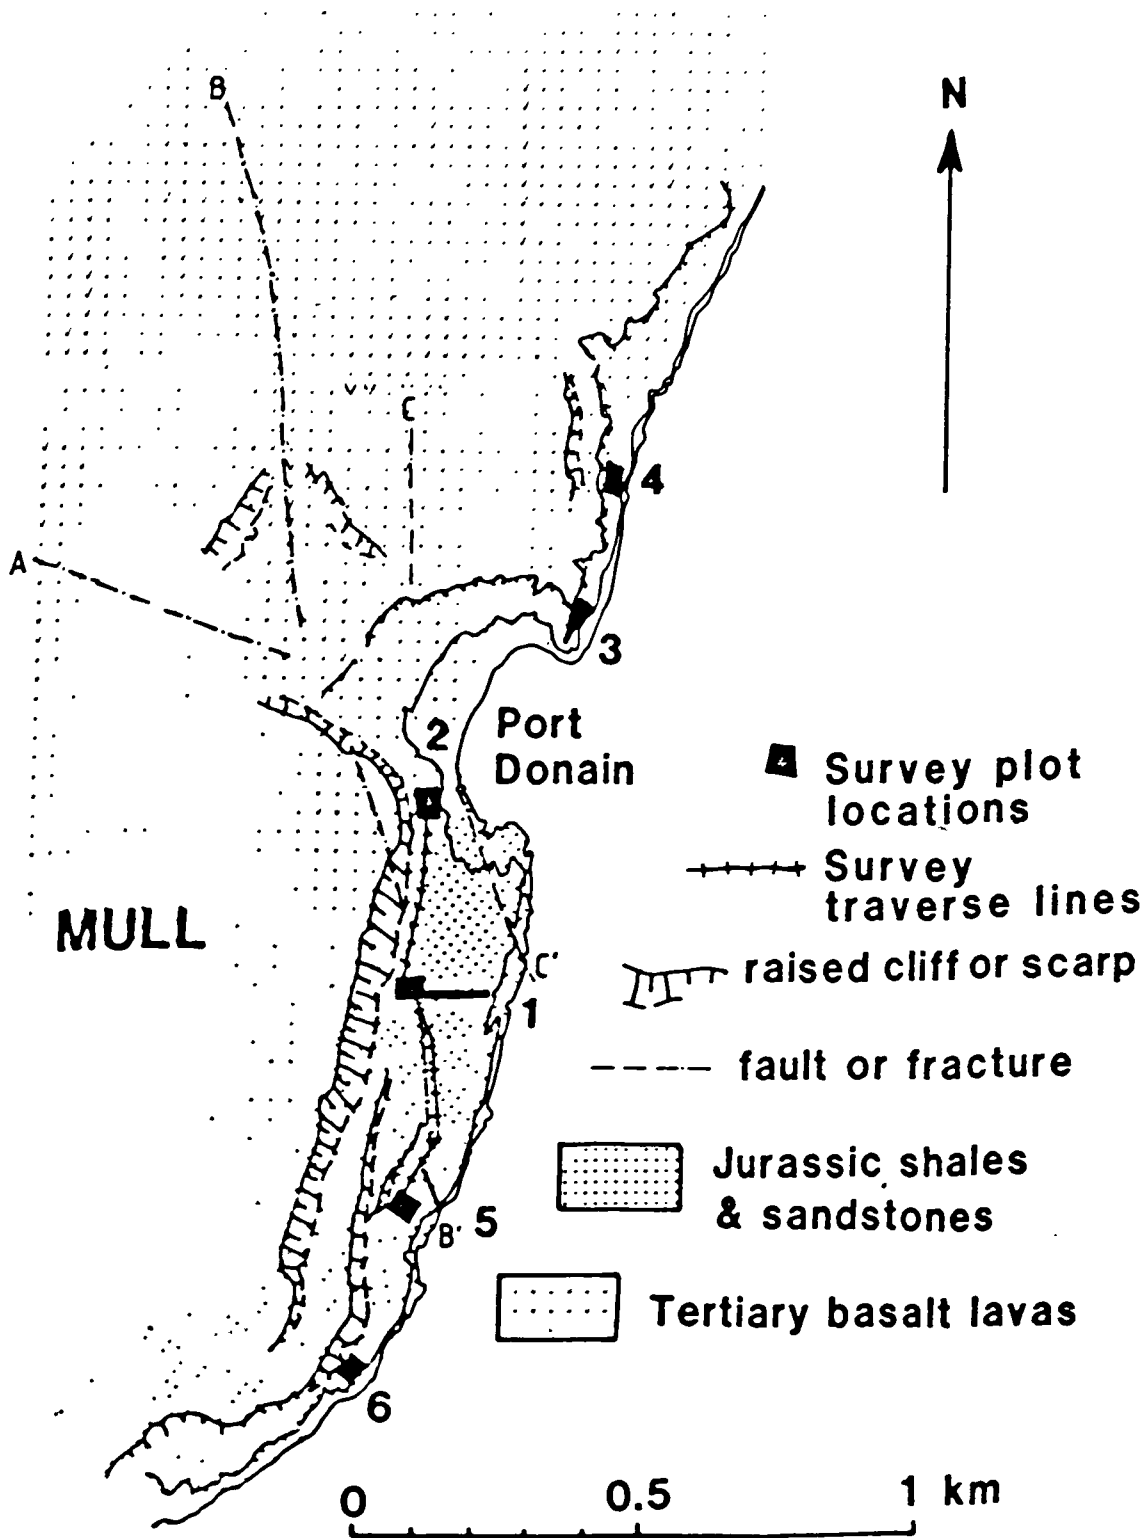 B
N
C
4
A
3
2
Port
Donain
Survey plot
locations
Survey
traverse lines
MULL
C'
raised cliff or scarp
1
fault or fracture
Jurassic shales
& sandstones
5
B'
Tertiary basalt lavas
6
0 0.5 1 km